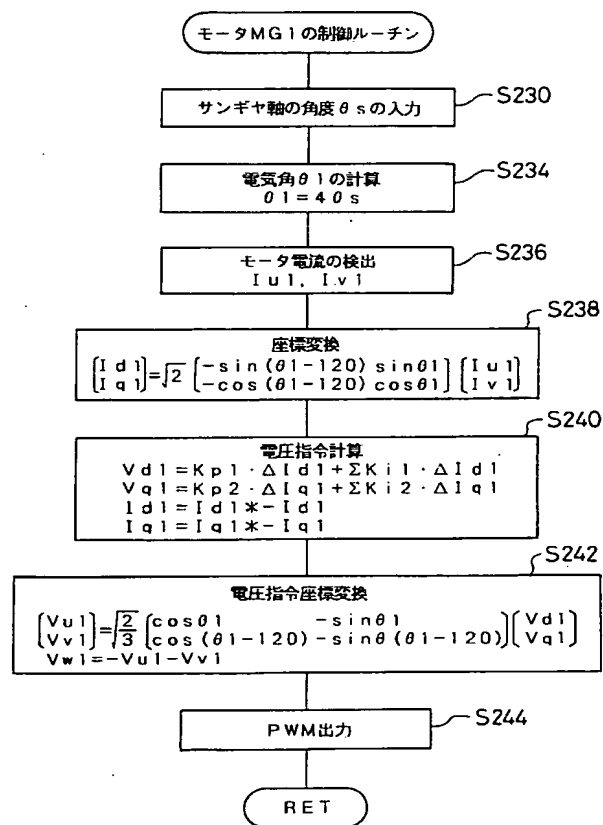 モータMG1の制御ルーチン
サンギヤ軸の角度θsの入力
S230
電気角θ1の計算
θ1=4θs
S234
モータ電流の検出
Iu1, Iv1
S236
S238
座標変換
[Id1]=√2 [-sin(θ1-120) sinθ1] [Iu1]
[Iq1] [-cos(θ1-120) cosθ1] [Iv1]
S240
電圧指令計算
Vd1=Kp1・ΔId1+ΣKi1・ΔId1
Vq1=Kp2・ΔIq1+ΣKi2・ΔIq1
Id1=Id1*-Id1
Iq1=Iq1*-Iq1
S242
電圧指令座標変換
[Vu1]=√2/3 [cosθ1 -sinθ1] [Vd1]
[Vv1] [cos(θ1-120) -sinθ(θ1-120)] [Vq1]
Vw1=-Vu1-Vv1
PWM出力
S244
RET